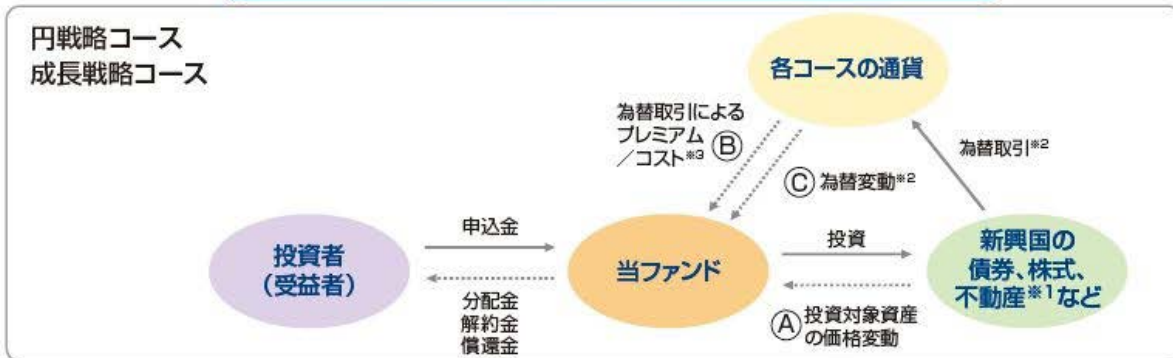 円戦略コース
成長戦略コース
各コースの通貨
為替取引による
プレミアム
／コスト※3 Ⓑ
Ⓒ 為替変動※2
為替取引※2
投資者
(受益者)
申込金
分配金
解約金
償還金
当ファンド
投資
Ⓐ 投資対象資産
の価格変動
新興国の
債券、株式、
不動産※1など